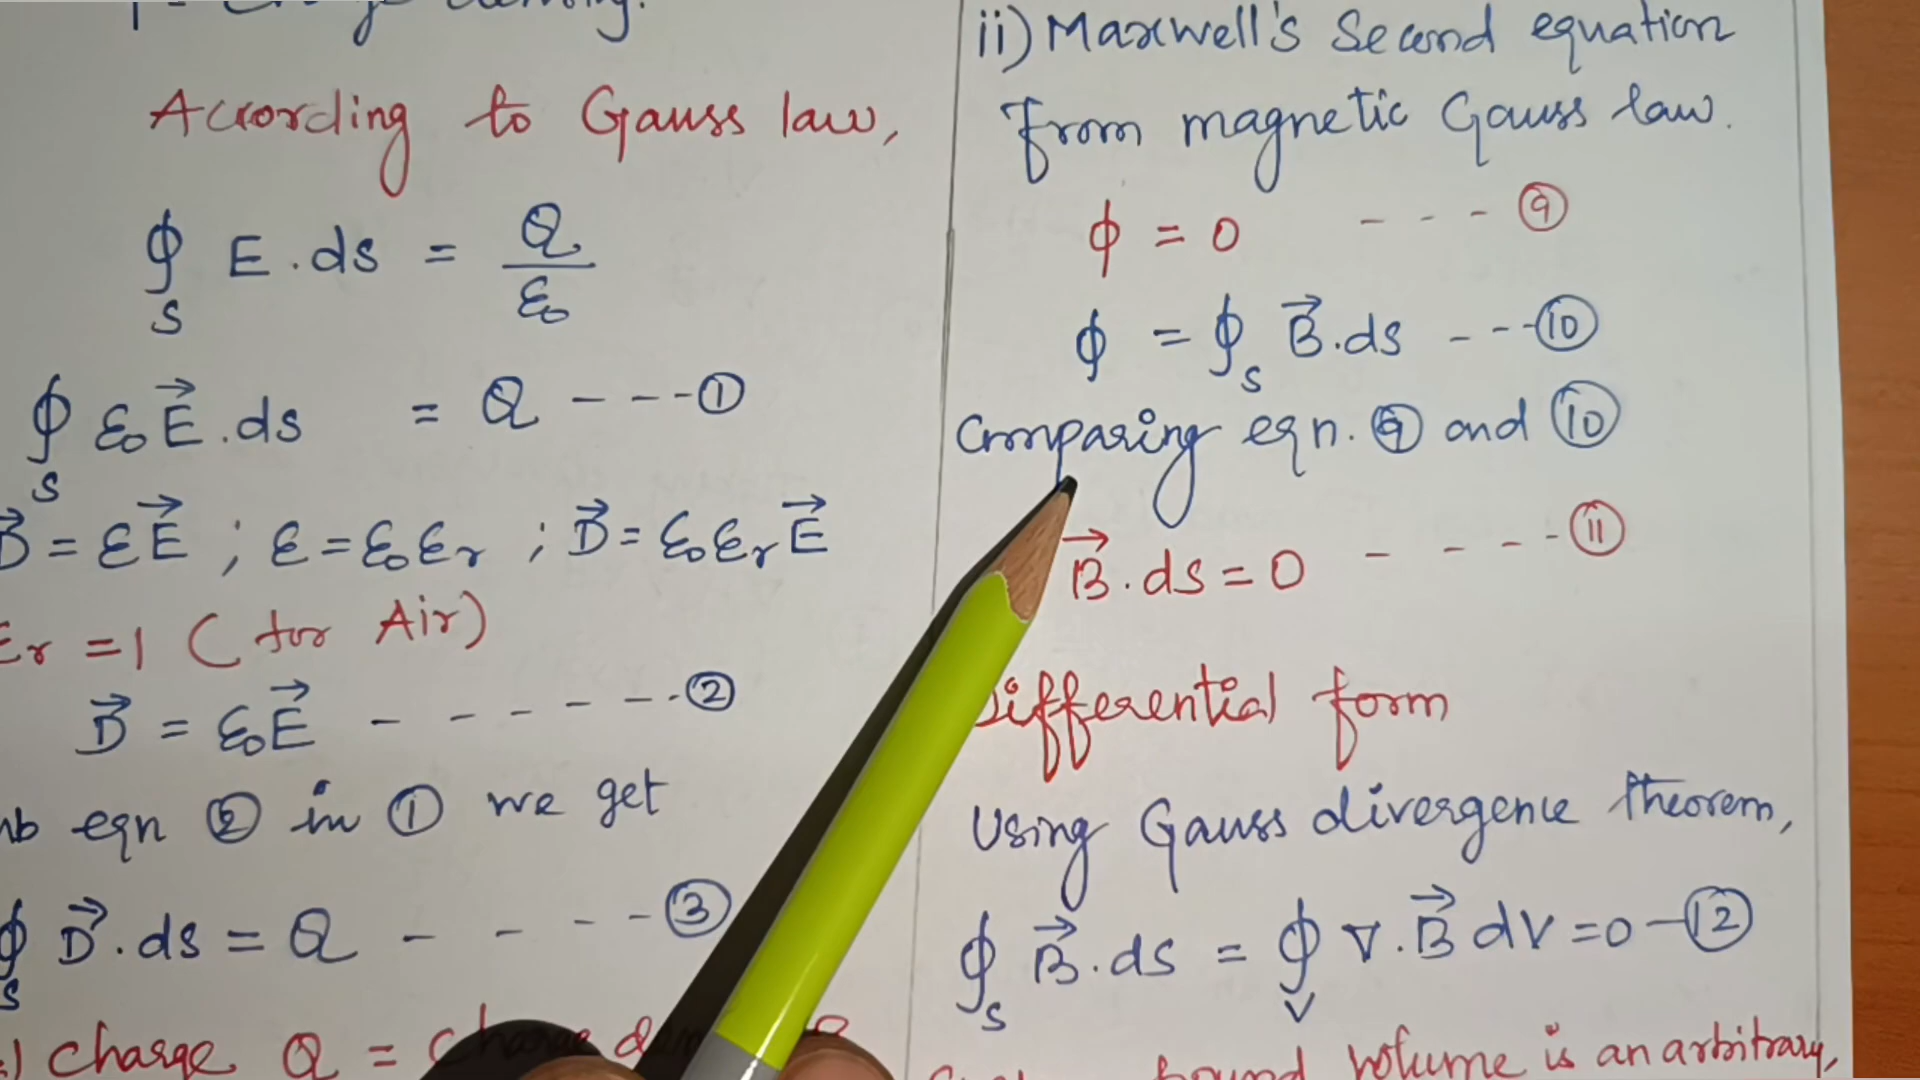 According to Gauss law,
∮ E.ds = Q/ε₀
S
∮ ε₀E⃗.ds = Q ----①
S
D⃗ = εE⃗ ; ε = ε₀εr ; D⃗ = ε₀εrE⃗
εr = 1 (for Air)
D⃗ = ε₀E⃗ ------②
eqn ② in ① we get
∮ D⃗.ds = Q ----③
S
charge Q =
ii) Maxwell's Second equation
From magnetic Gauss law.
ϕ = 0 ---⑨
ϕ = ∮ B⃗.ds ---⑩
S
Comparing eqn. ⑨ and ⑩
B⃗.ds = 0 ----⑪
Differential form
Using Gauss divergence theorem,
∮ B⃗.ds = ∮ ∇.B⃗ dV = 0 —⑫
S V
volume is an arbitrary,